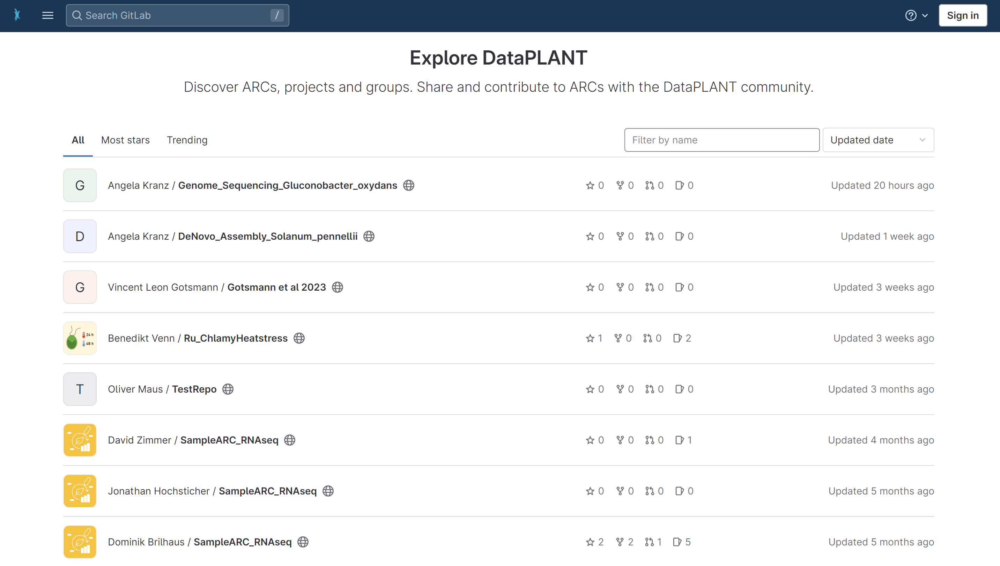 Search GitLab /
Sign in
Explore DataPLANT
Discover ARCs, projects and groups. Share and contribute to ARCs with the DataPLANT community.
All Most stars Trending Filter by name Updated date
G Angela Kranz / Genome_Sequencing_Gluconobacter_oxydans 0 0 0 0 Updated 20 hours ago
D Angela Kranz / DeNovo_Assembly_Solanum_pennellii 0 0 0 0 Updated 1 week ago
G Vincent Leon Gotsmann / Gotsmann et al 2023 0 0 0 0 Updated 3 weeks ago
24 h
48 h
Benedikt Venn / Ru_ChlamyHeatstress 1 0 0 2 Updated 3 weeks ago
T Oliver Maus / TestRepo 0 0 0 0 Updated 3 months ago
David Zimmer / SampleARC_RNAseq 0 0 0 1 Updated 4 months ago
Jonathan Hochsticher / SampleARC_RNAseq 0 0 0 0 Updated 5 months ago
Dominik Brilhaus / SampleARC_RNAseq 2 2 1 5 Updated 5 months ago